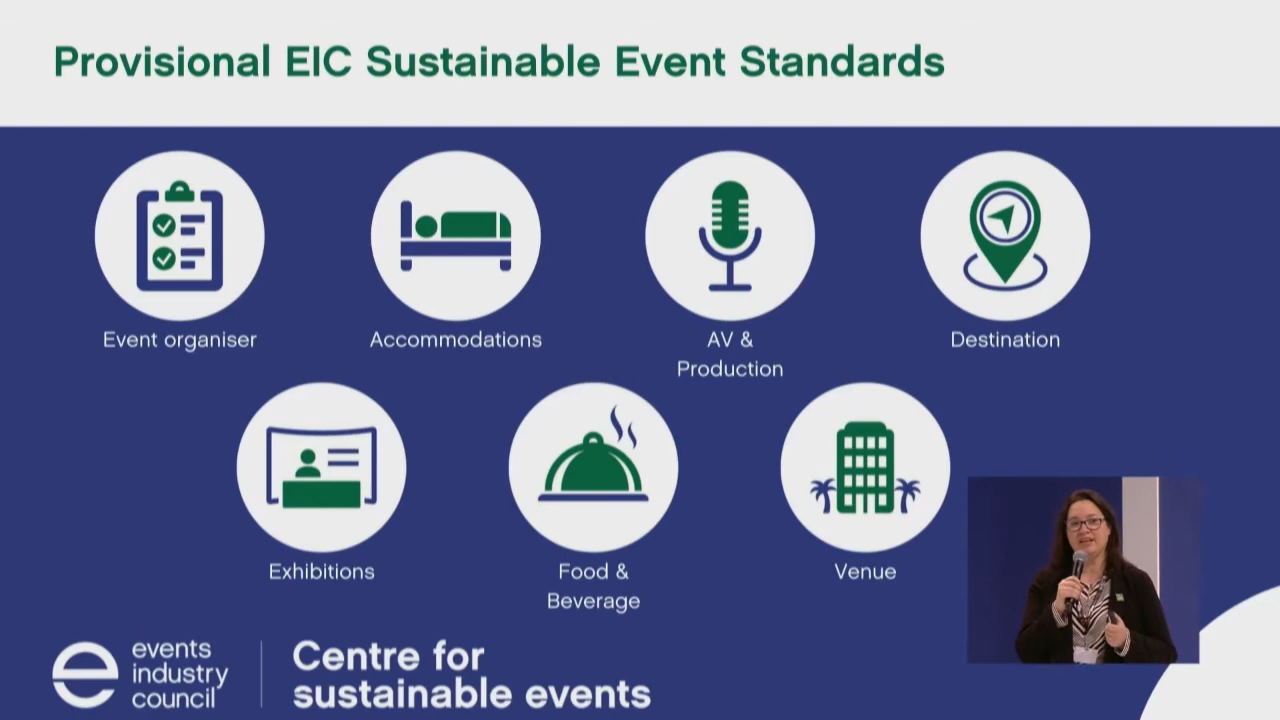 Provisional EIC Sustainable Event Standards
Event organiser
Accommodations
AV &
Production
Destination
Exhibitions
Food &
Beverage
Venue
events
industry
council
Centre for
sustainable events